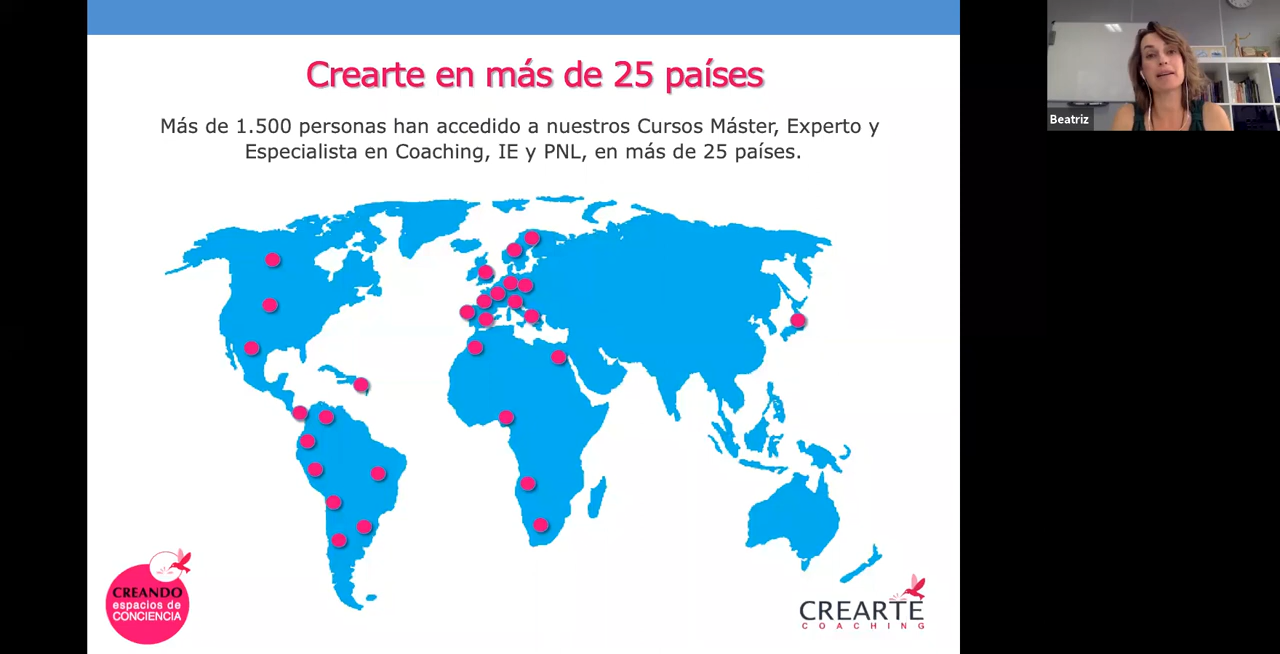 Crearte en más de 25 países
Más de 1.500 personas han accedido a nuestros Cursos Máster, Experto y
Especialista en Coaching, IE y PNL, en más de 25 países.
Beatriz
CREANDO
espacios de
CONCIENCIA
CREARTE
COACHING